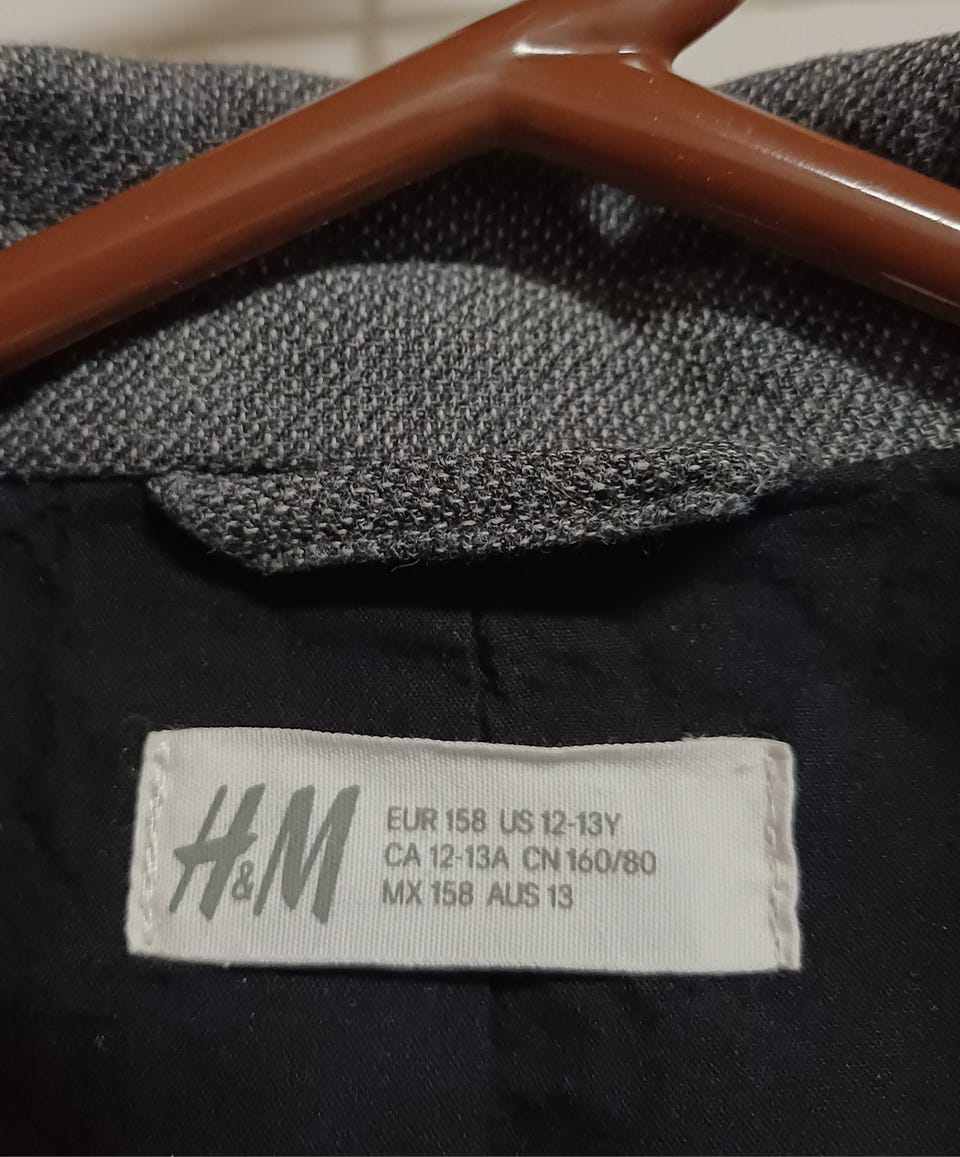 H&M
EUR 158 US 12-13Y
CA 12-13A CN 160/80
MX 158 AUS 13